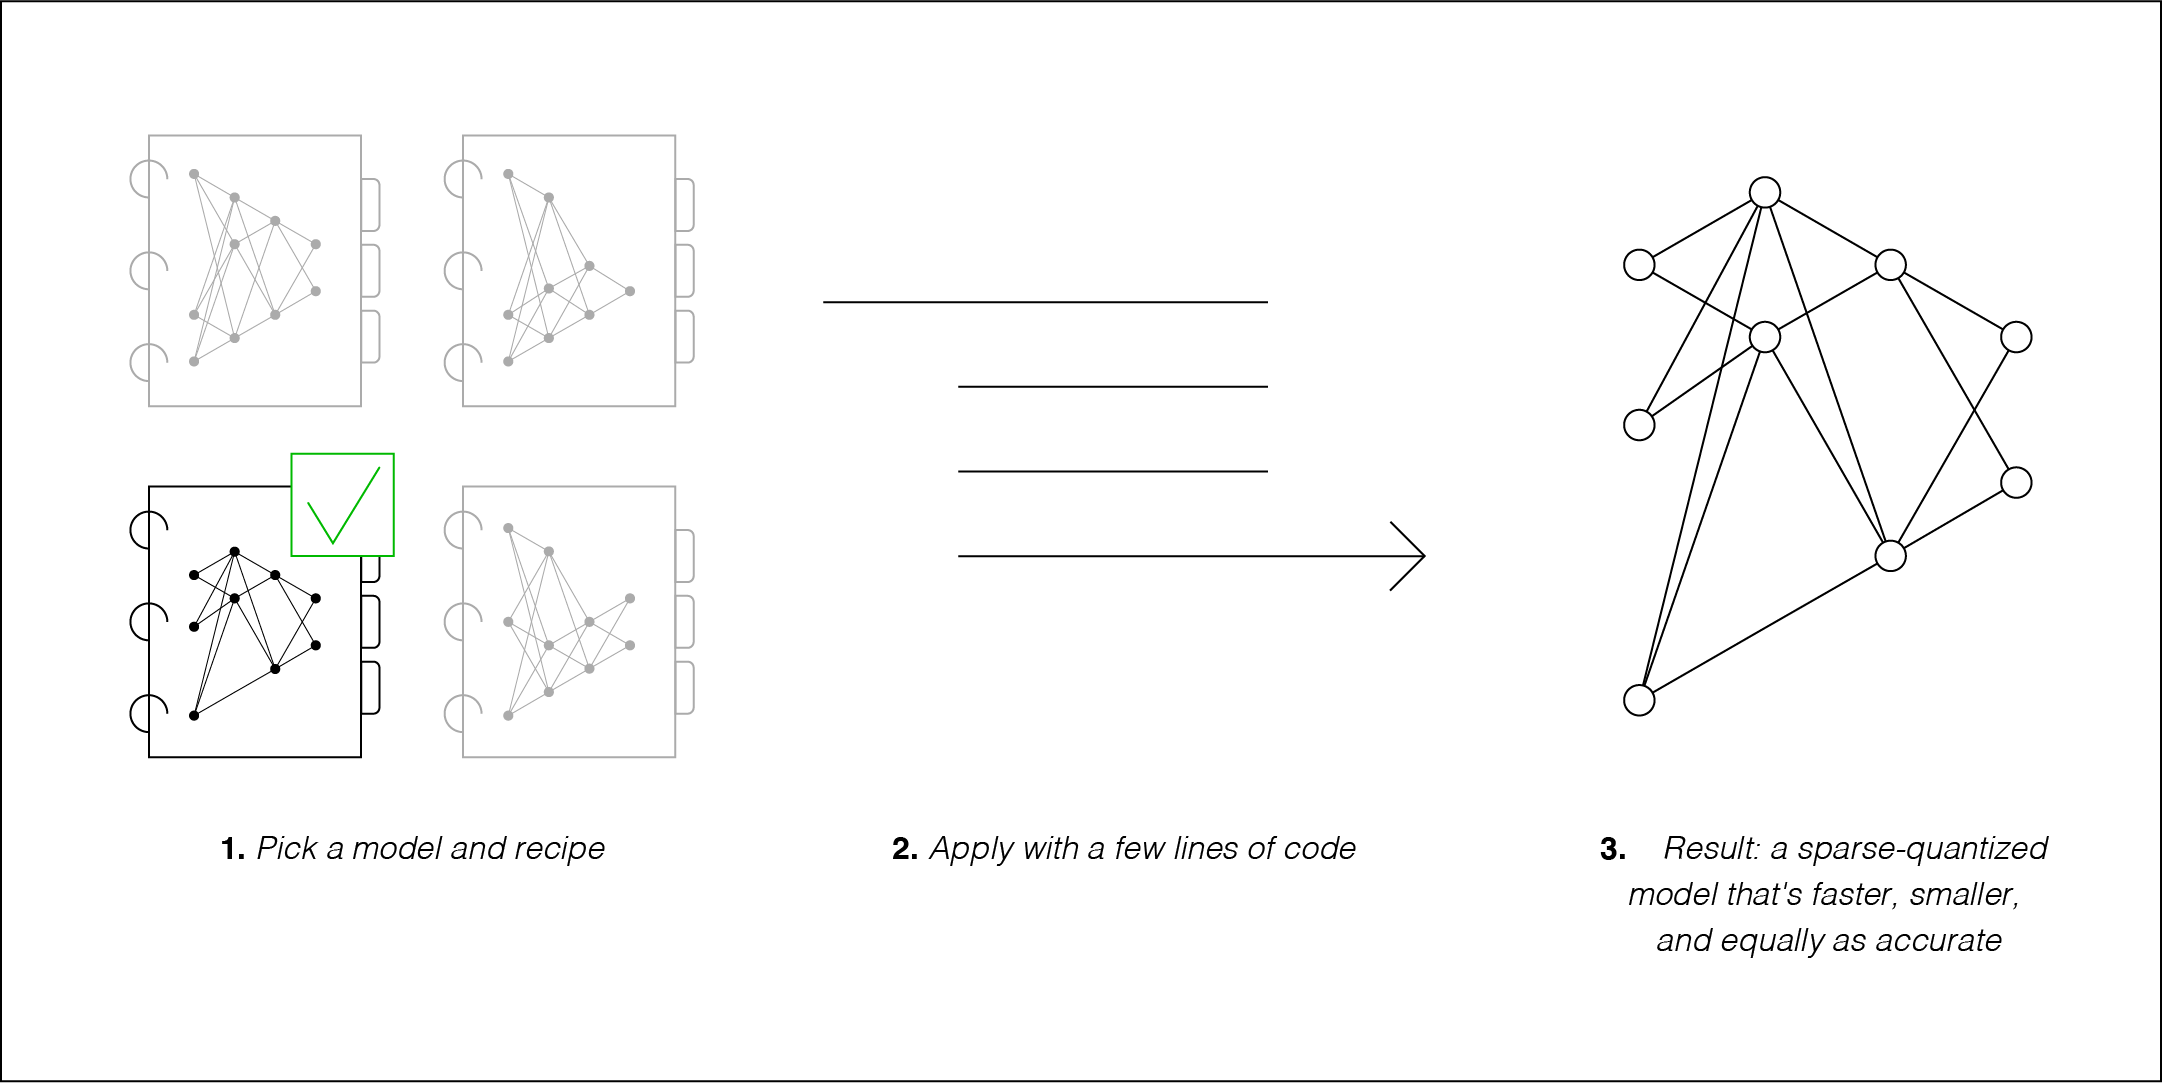 1. Pick a model and recipe
2. Apply with a few lines of code
3. Result: a sparse-quantized
model that's faster, smaller,
and equally as accurate